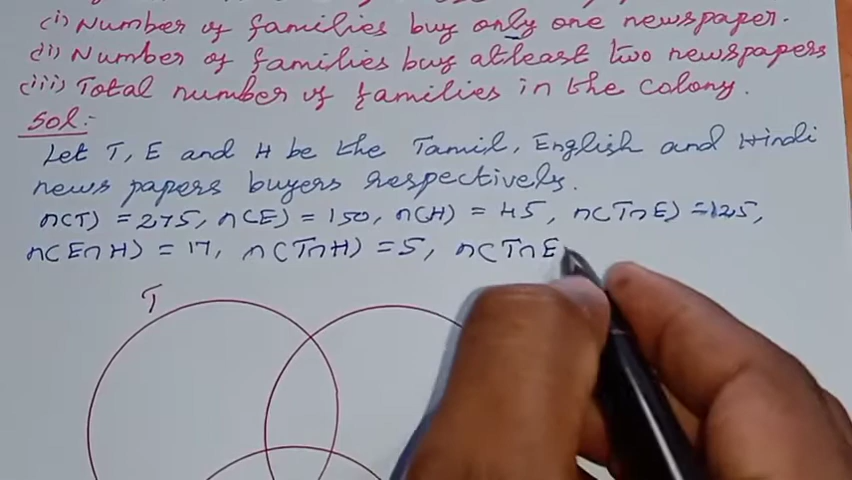 (i) Number of families buy only one newspaper.
(ii) Number of families buy atleast two newspapers
(iii) Total number of families in the colony.
Sol:-
Let T, E and H be the Tamil, English and Hindi
news papers buyers respectively.
n(T) = 275, n(E) = 150, n(H) = 45, n(T∩E) = 125,
n(E∩H) = 17, n(T∩H) = 5, n(T∩E
T